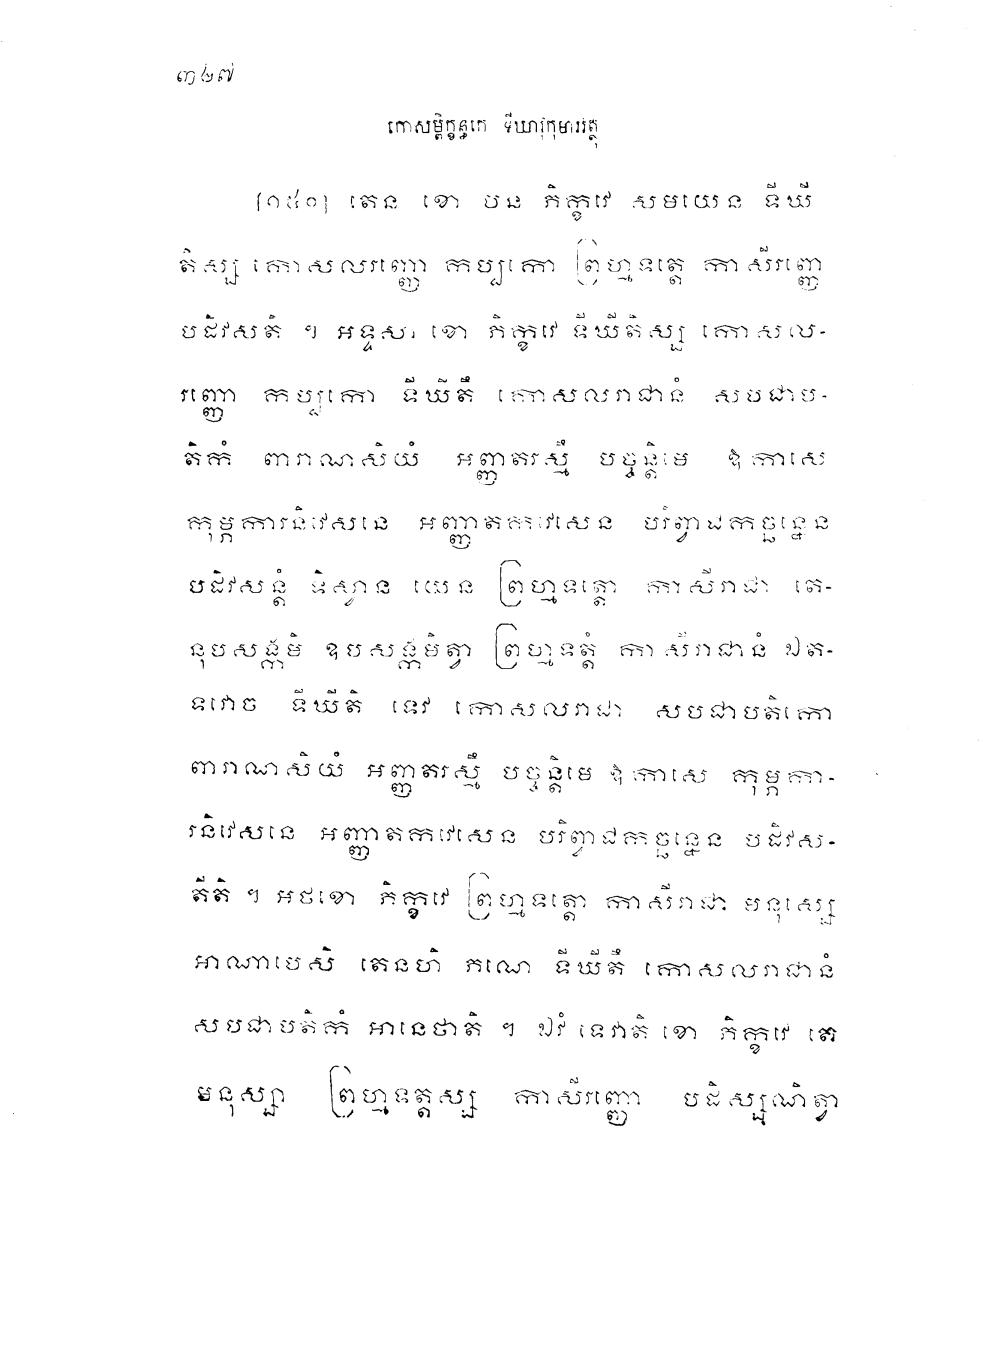 ៣៤៧
កោសម្ពិក្ខន្ធកេ ទីឃាវុកុមារវត្ថុ
[១៥១] តេន ខោ បន ភិក្ខវេ សមយេន ទីឃី
តិស្ស កោសលរញ្ញោ កប្បកោ ព្រហ្មទត្តេ កាសីរញ្ញេ
បដិវសតិ ។ អទ្ទសា ខោ ភិក្ខវេ ទីឃីតិស្ស កោសល-
រញ្ញោ កប្បកោ ទីឃីតឹ កោសលរាជានំ សបជាប-
តិកំ ពារាណសិយំ អញ្ញតរស្មឹ បច្ចន្តិមេ ឱកាសេ
កុម្ភការនិវេសនេ អញ្ញាតកវេសេន បរិព្វាជកច្ឆន្នេន
បដិវសន្តំ ទិស្វាន យេន ព្រហ្មទត្តោ កាសីរាជា តេ-
នុបសង្កមិ ឧបសង្កមិត្វា ព្រហ្មទត្តំ កាសីរាជានំ ឯត-
ទវោច ទីឃីតិ ទេវ កោសលរាជា សបជាបតិកោ
ពារាណសិយំ អញ្ញតរស្មឹ បច្ចន្តិមេ ឱកាសេ កុម្ភកា-
រនិវេសនេ អញ្ញាតកវេសេន បរិព្វាជកច្ឆន្នេន បដិវស-
តីតិ ។ អថខោ ភិក្ខវេ ព្រហ្មទត្តោ កាសីរាជា មនុស្សេ
អាណាបេសិ តេនហិ ភណេ ទីឃីតឹ កោសលរាជានំ
សបជាបតិកំ អានេថាតិ ។ ឯវំ ទេវាតិ ខោ ភិក្ខវេ តេ
មនុស្សា ព្រហ្មទត្តស្ស កាសីរញ្ញោ បដិស្សុណិត្វា